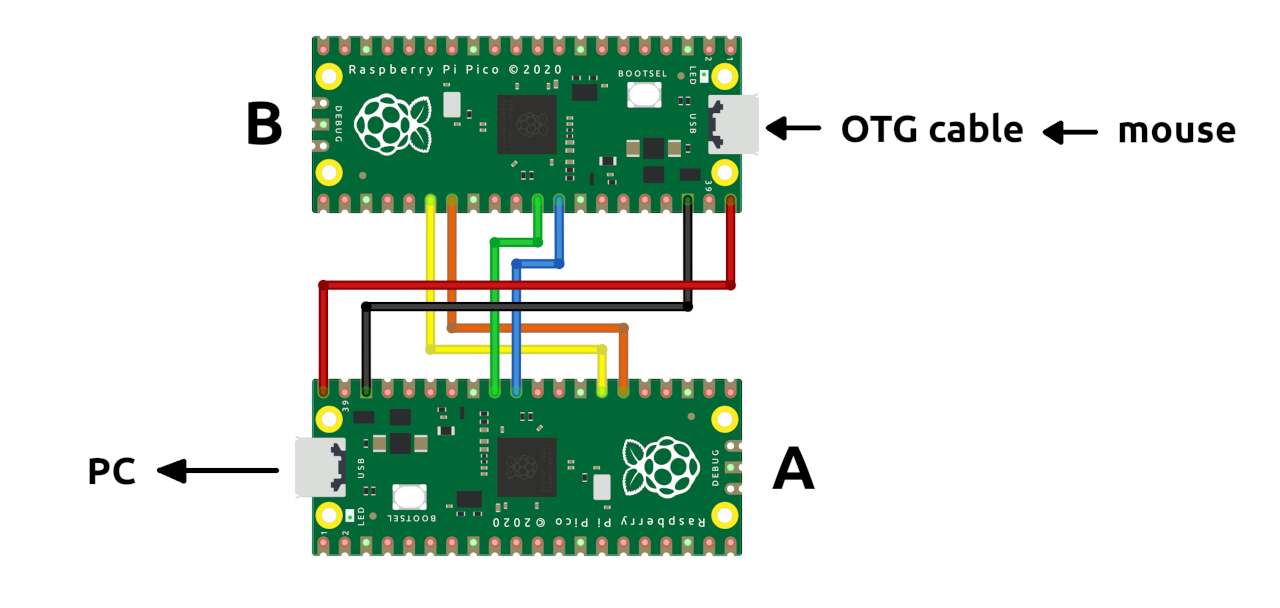 2
1
Raspberry Pi Pico ©2020
BOOTSEL
LED
B
DEBUG
USB
OTG cable
mouse
39
39
PC
USB
DEBUG
A
LED
BOOTSEL
Raspberry Pi Pico ©2020
1
2